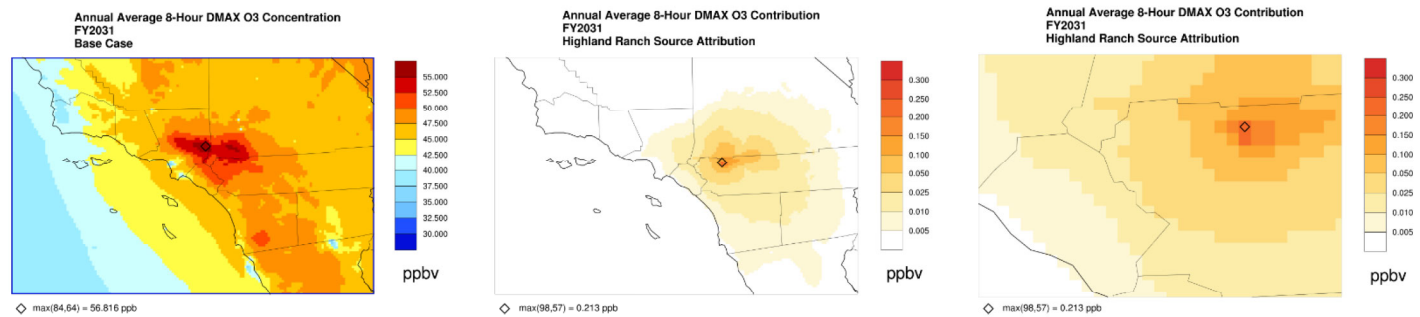 Annual Average 8-Hour DMAX O3 Concentration
FY2031
Base Case
55.000
52.500
50.000
47.500
45.000
42.500
40.000
37.500
35.000
32.500
30.000
ppbv
max(84,64) = 56.816 ppb
Annual Average 8-Hour DMAX O3 Contribution
FY2031
Highland Ranch Source Attribution
0.300
0.250
0.200
0.150
0.100
0.050
0.025
0.010
0.005
ppbv
max(98,57) = 0.213 ppb
Annual Average 8-Hour DMAX O3 Contribution
FY2031
Highland Ranch Source Attribution
0.300
0.250
0.200
0.150
0.100
0.050
0.025
0.010
0.005
ppbv
max(98,57) = 0.213 ppb